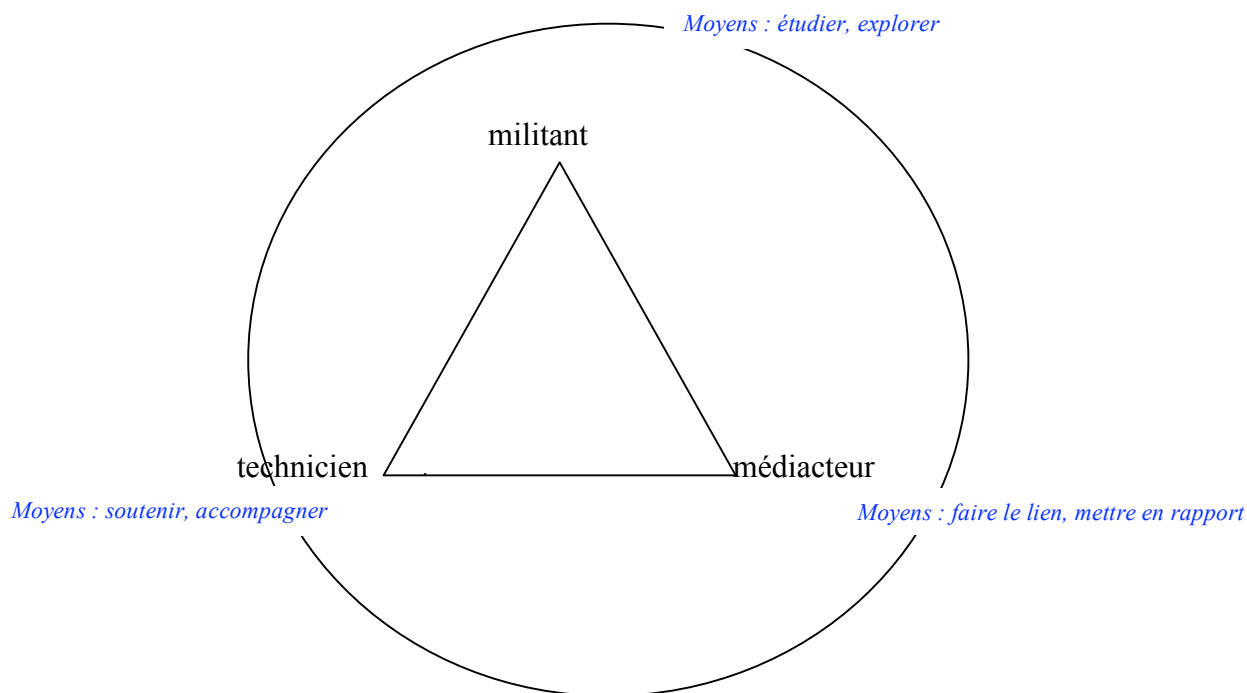 Moyens : étudier, explorer
militant
technicien
médiacteur
Moyens : soutenir, accompagner
Moyens : faire le lien, mettre en rapport